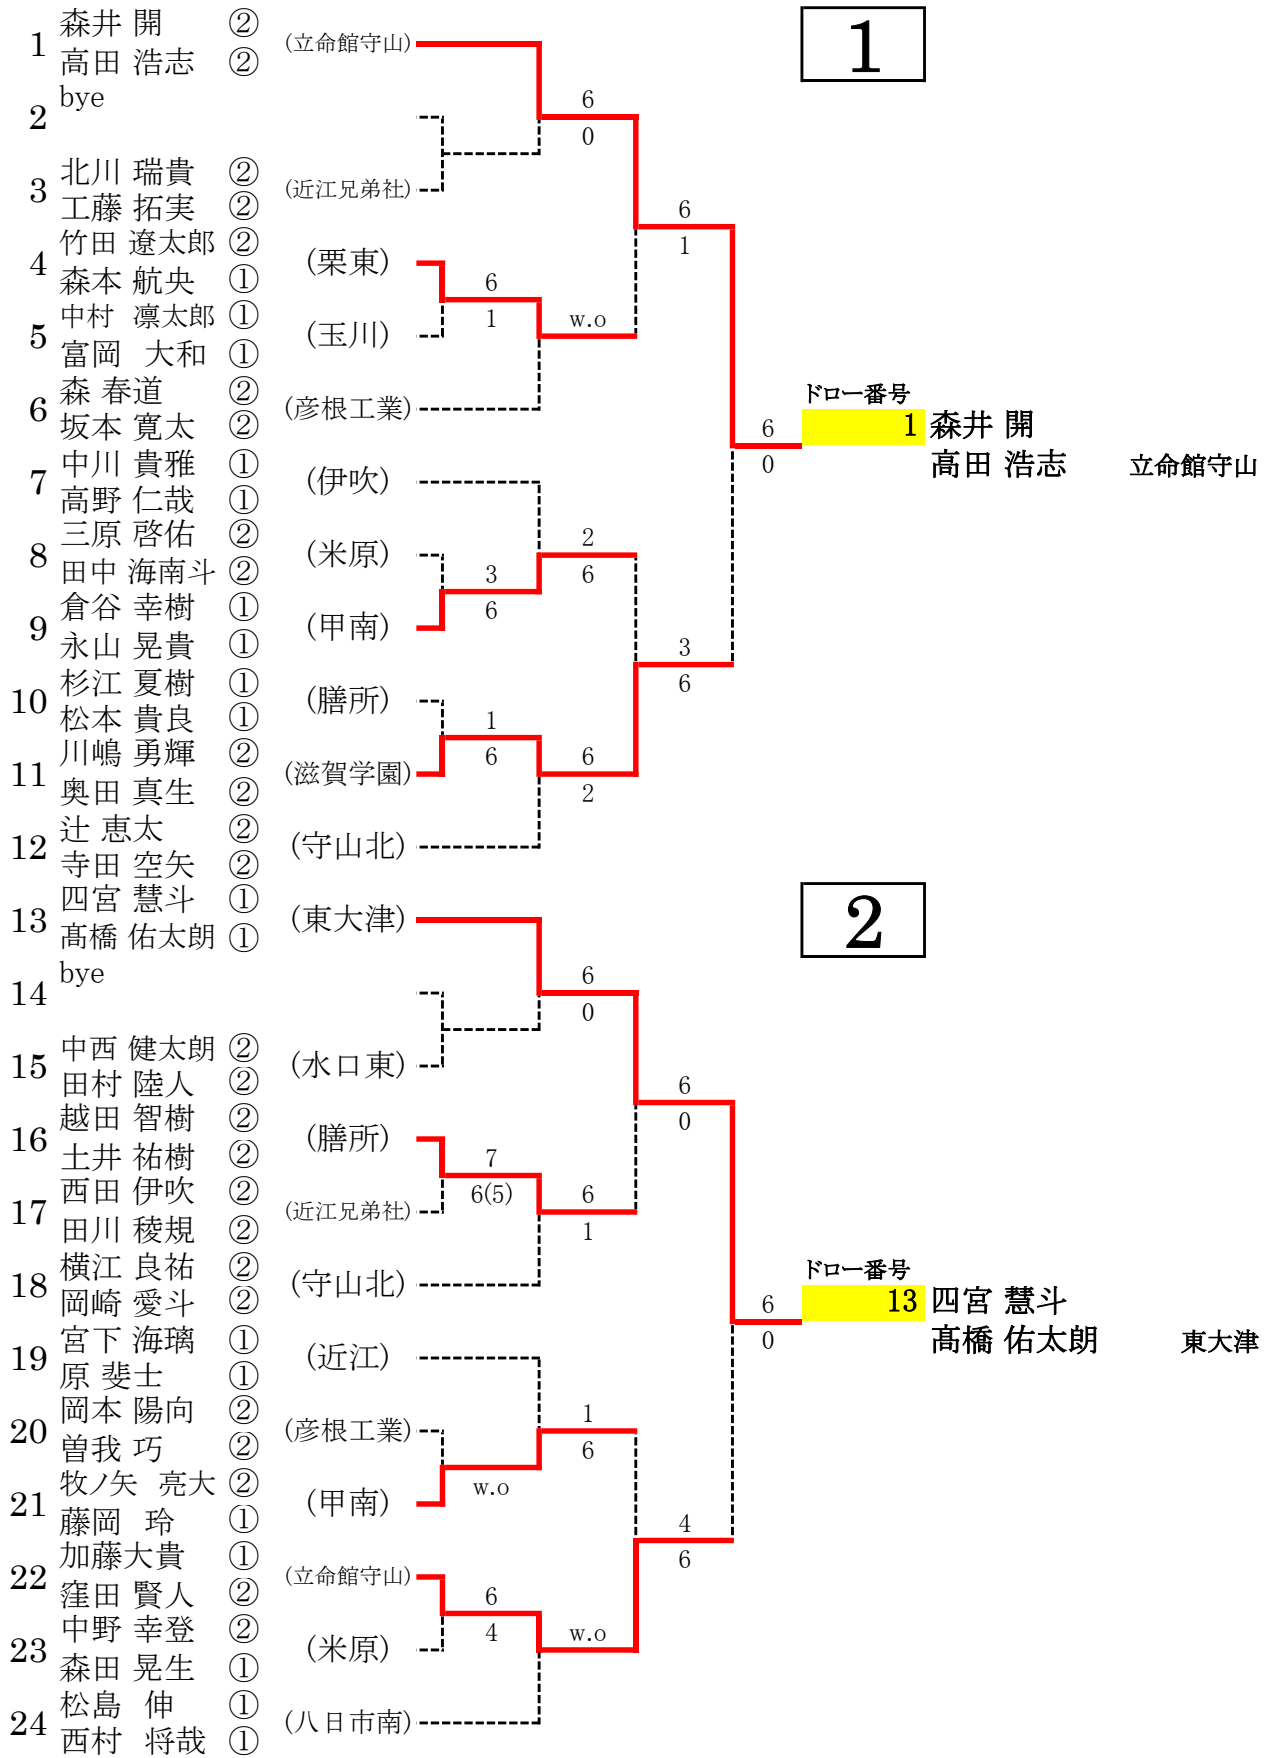 1 森井 開 ② (立命館守山)
高田 浩志 ②
2 bye
3 北川 瑞貴 ② (近江兄弟社)
工藤 拓実 ②
4 竹田 遼太郎 ② (栗東)
森本 航央 ①
5 中村 凛太郎 ① (玉川)
富岡 大和 ①
6 森 春道 ② (彦根工業)
坂本 寛太 ②
7 中川 貴雅 ① (伊吹)
高野 仁哉 ①
8 三原 啓佑 ② (米原)
田中 海南斗 ②
9 倉谷 幸樹 ① (甲南)
永山 晃貴 ①
10 杉江 夏樹 ① (膳所)
松本 貴良 ①
11 川嶋 勇輝 ② (滋賀学園)
奥田 真生 ②
12 辻 恵太 ② (守山北)
寺田 空矢 ②
6
1
3
6
1
6
6
0
w.o
2
6
6
2
6
1
3
6
6
0
1
ドロー番号
1 森井 開
高田 浩志 立命館守山
13 四宮 慧斗 ① (東大津)
髙橋 佑太朗 ①
14 bye
15 中西 健太朗 ② (水口東)
田村 陸人 ②
16 越田 智樹 ② (膳所)
土井 祐樹 ②
17 西田 伊吹 ② (近江兄弟社)
田川 稜規 ②
18 横江 良祐 ② (守山北)
岡崎 愛斗 ②
19 宮下 海璃 ① (近江)
原 斐士 ①
20 岡本 陽向 ② (彦根工業)
曽我 巧 ②
21 牧ノ矢 亮大 ② (甲南)
藤岡 玲 ①
22 加藤大貴 ① (立命館守山)
窪田 賢人 ②
23 中野 幸登 ② (米原)
森田 晃生 ①
24 松島 伸 ① (八日市南)
西村 将哉 ①
7
6(5)
w.o
6
4
6
0
6
1
1
6
w.o
6
0
4
6
6
0
2
ドロー番号
13 四宮 慧斗
髙橋 佑太朗 東大津